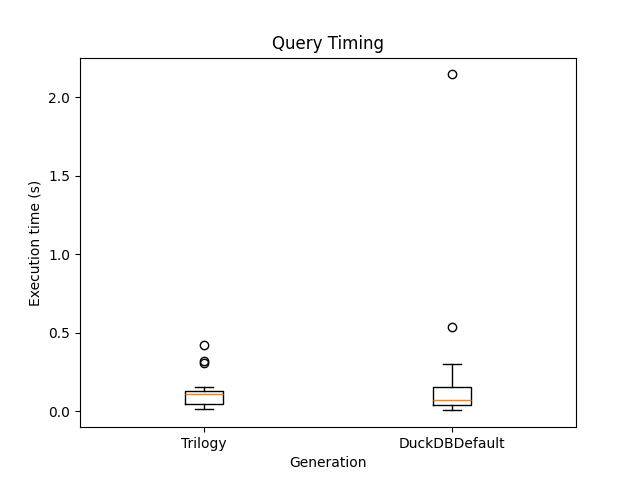 Query Timing
2.0
1.5
1.0
0.5
0.0
Execution time (s)
Trilogy
DuckDBDefault
Generation